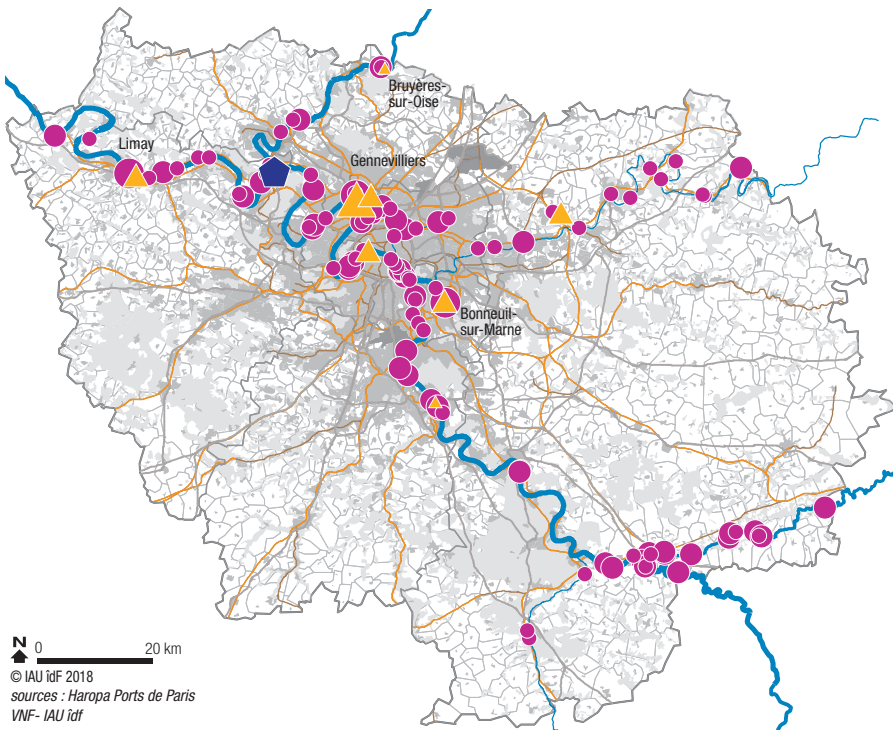 Bruyères-
sur-Oise
Limay
Gennevilliers
Bonneuil-
sur-Marne
N
0 20 km
© IAU îdF 2018
sources : Haropa Ports de Paris
VNF- IAU îdf